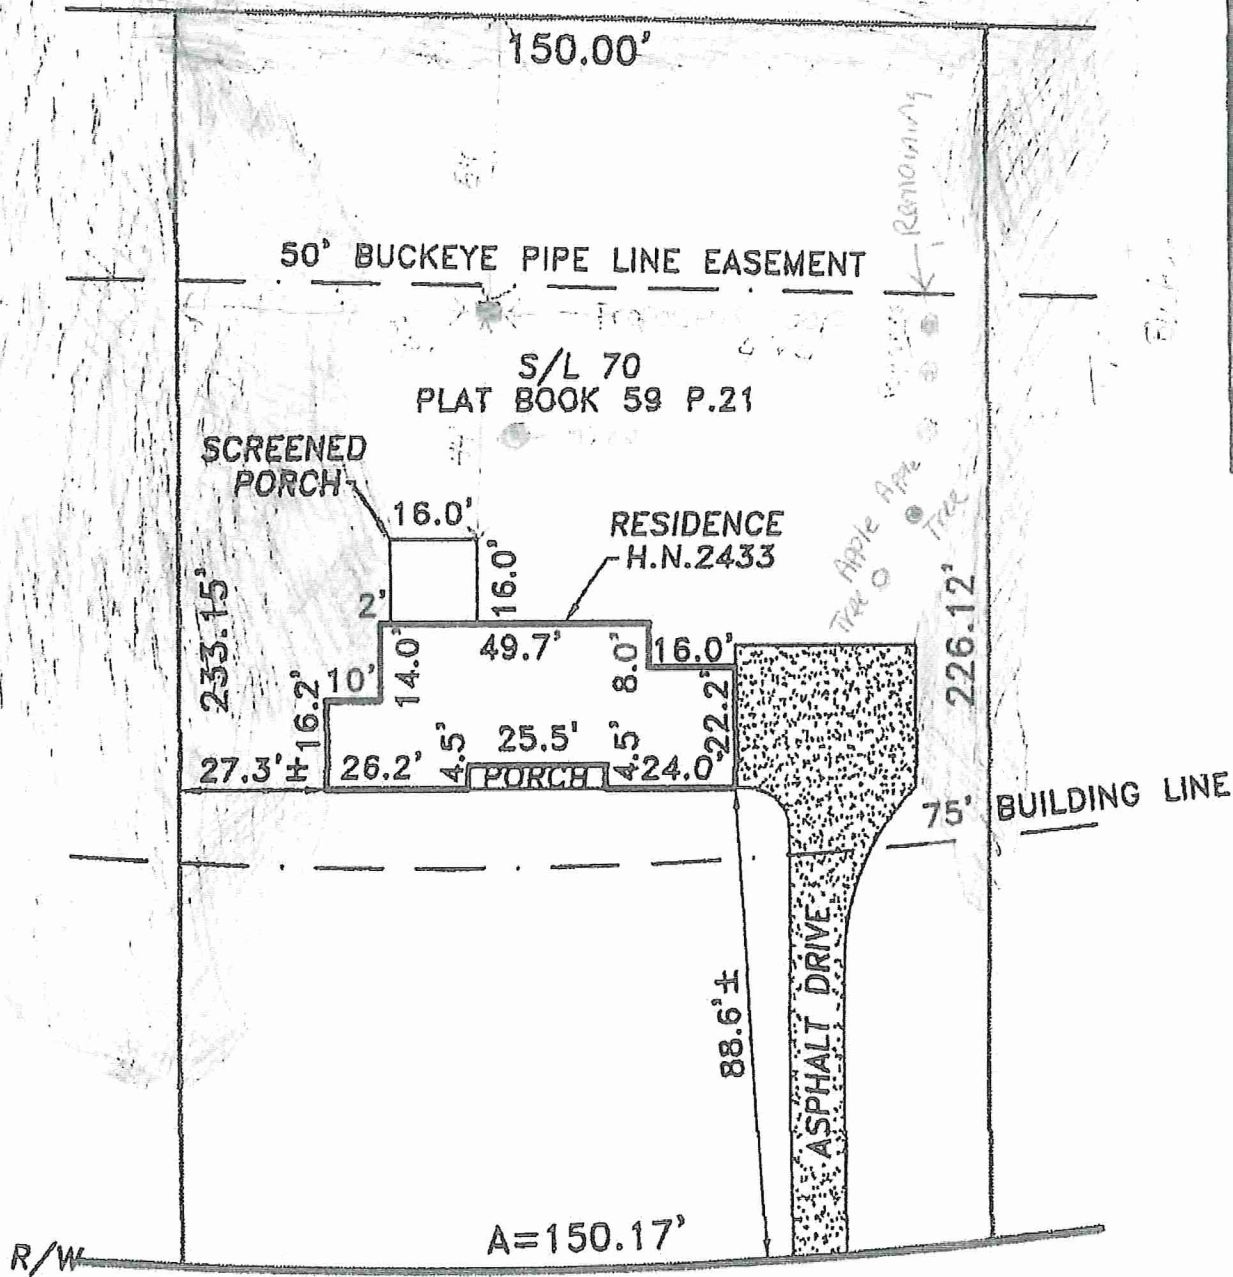 150.00'
Remaining
50' BUCKEYE PIPE LINE EASEMENT
S/L 70
PLAT BOOK 59 P.21
SCREENED
PORCH
16.0'
RESIDENCE
H.N.2433
Apple
Tree
Apple
Tree
16.0'
2'
233.15'
226.12'
49.7'
8.0'
16.0'
14.0'
10'
16.2'
22.2'
25.5'
4.5'
4.5'
27.3'±
26.2'
PORCH
24.0'
75' BUILDING LINE
88.6'±
ASPHALT DRIVE
A=150.17'
R/W